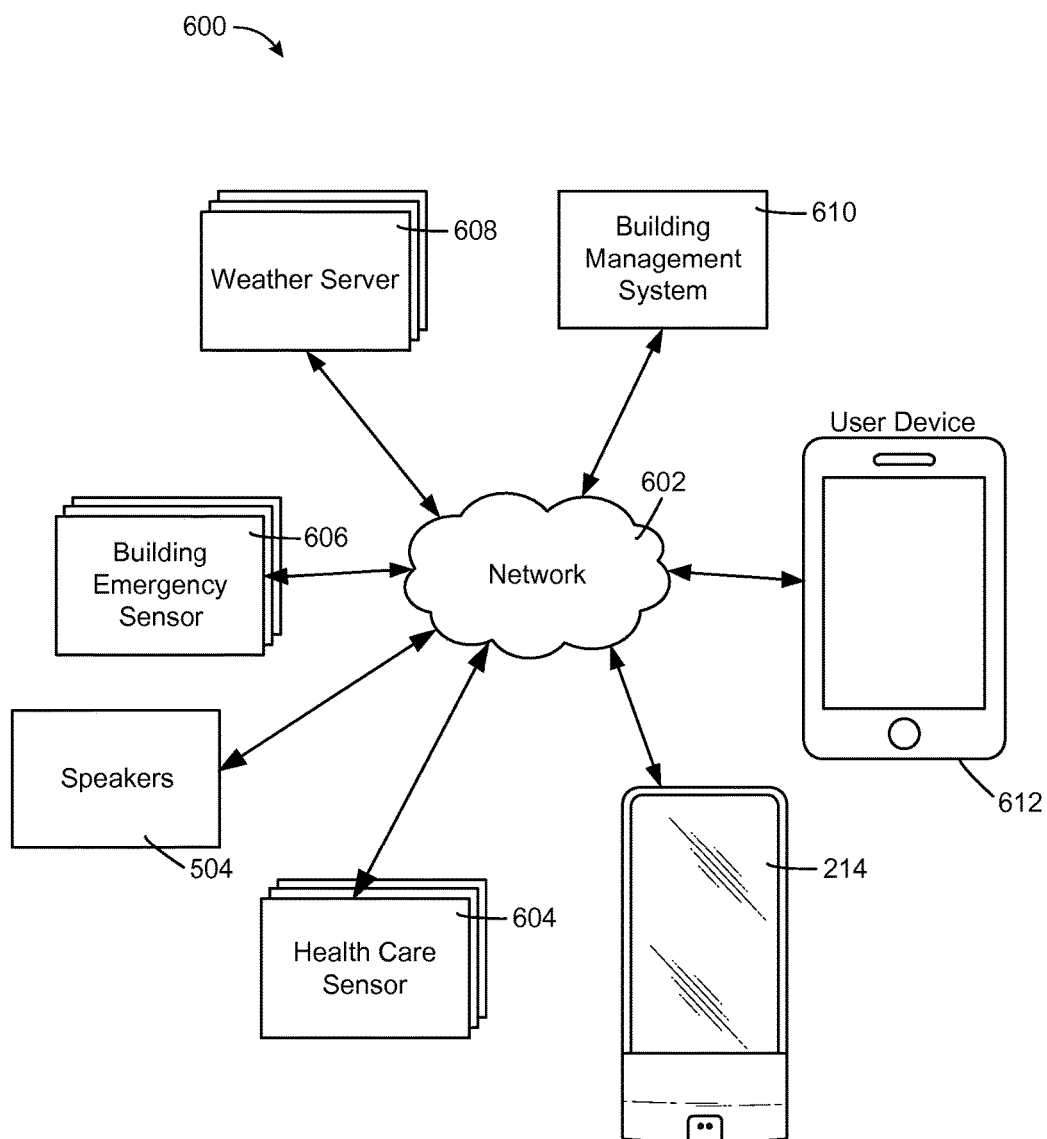 600
Weather Server
608
Building
Management
System
610
User Device
602
Network
Building
Emergency
Sensor
606
Speakers
504
612
214
Health Care
Sensor
604